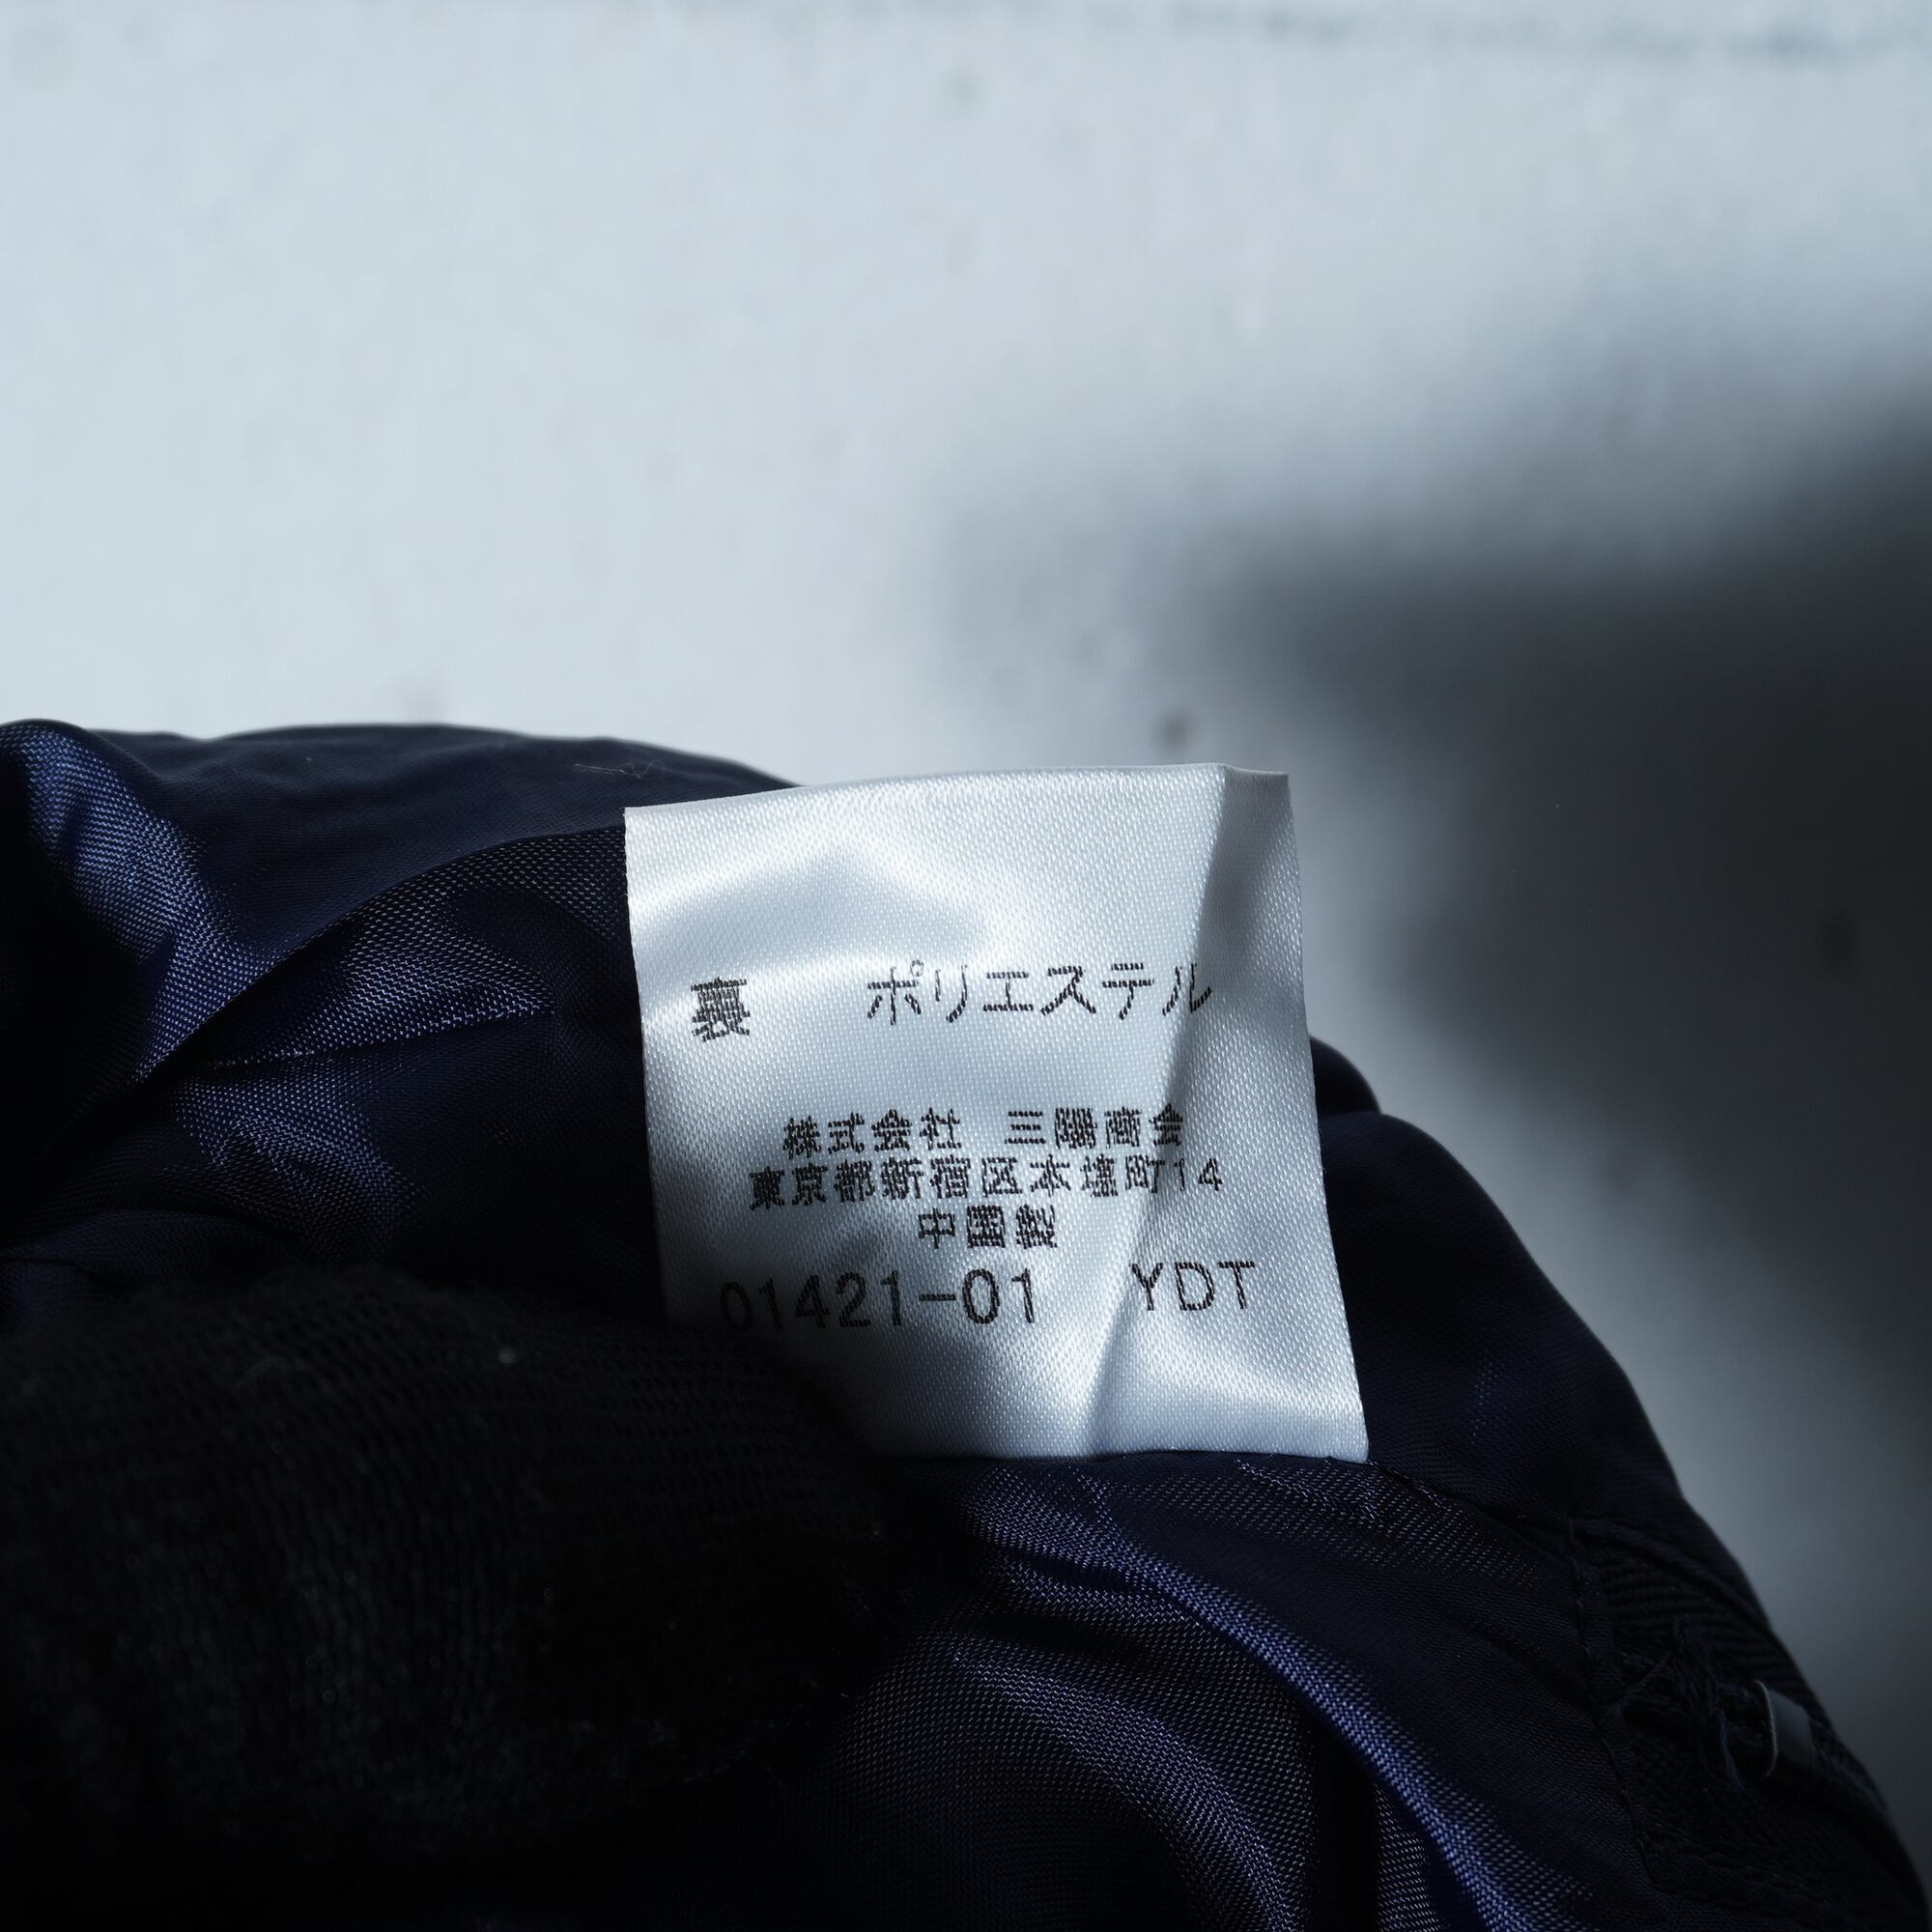 裏 ポリエステル
株式会社 三陽商会
東京都新宿区本塩町14
中国製
01421-01 YDT